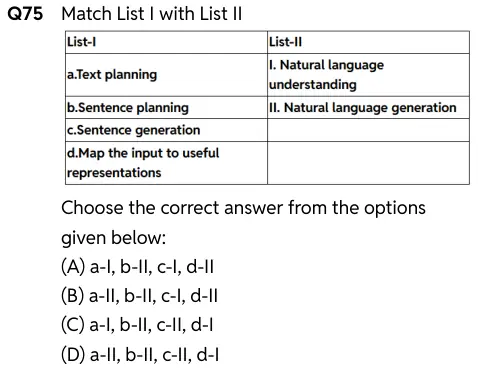 Q75 Match List I with List II
List-I List-II
a.Text planning I. Natural language
understanding
b.Sentence planning II. Natural language generation
c.Sentence generation
d.Map the input to useful
representations
Choose the correct answer from the options
given below:
(A) a-I, b-II, c-I, d-II
(B) a-II, b-II, c-I, d-II
(C) a-I, b-II, c-II, d-I
(D) a-II, b-II, c-II, d-I